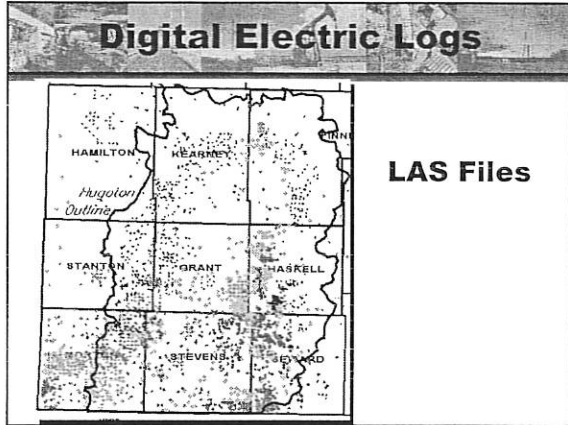 Digital Electric Logs
LAS Files
HAMILTON
KEARNEY
Hugoton
Outline
STANTON
GRANT
HASKELL
STEVENS